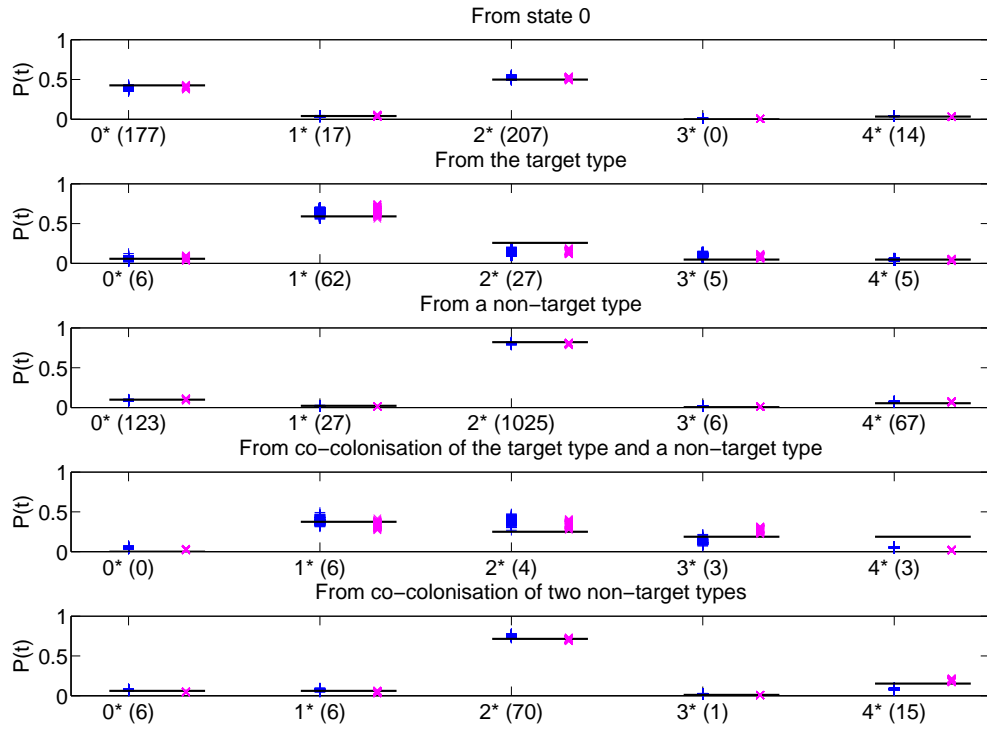 From state 0
P(t)
1
0.5
0
0* (177) 1* (17) 2* (207) 3* (0) 4* (14)
From the target type
P(t)
1
0.5
0
0* (6) 1* (62) 2* (27) 3* (5) 4* (5)
From a non−target type
P(t)
1
0.5
0
0* (123) 1* (27) 2* (1025) 3* (6) 4* (67)
From co−colonisation of the target type and a non−target type
P(t)
1
0.5
0
0* (0) 1* (6) 2* (4) 3* (3) 4* (3)
From co−colonisation of two non−target types
P(t)
1
0.5
0
0* (6) 1* (6) 2* (70) 3* (1) 4* (15)